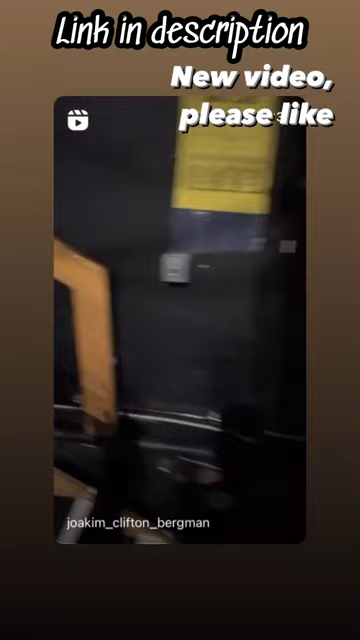 Link in description
New video,
please like
joakim_clifton_bergman